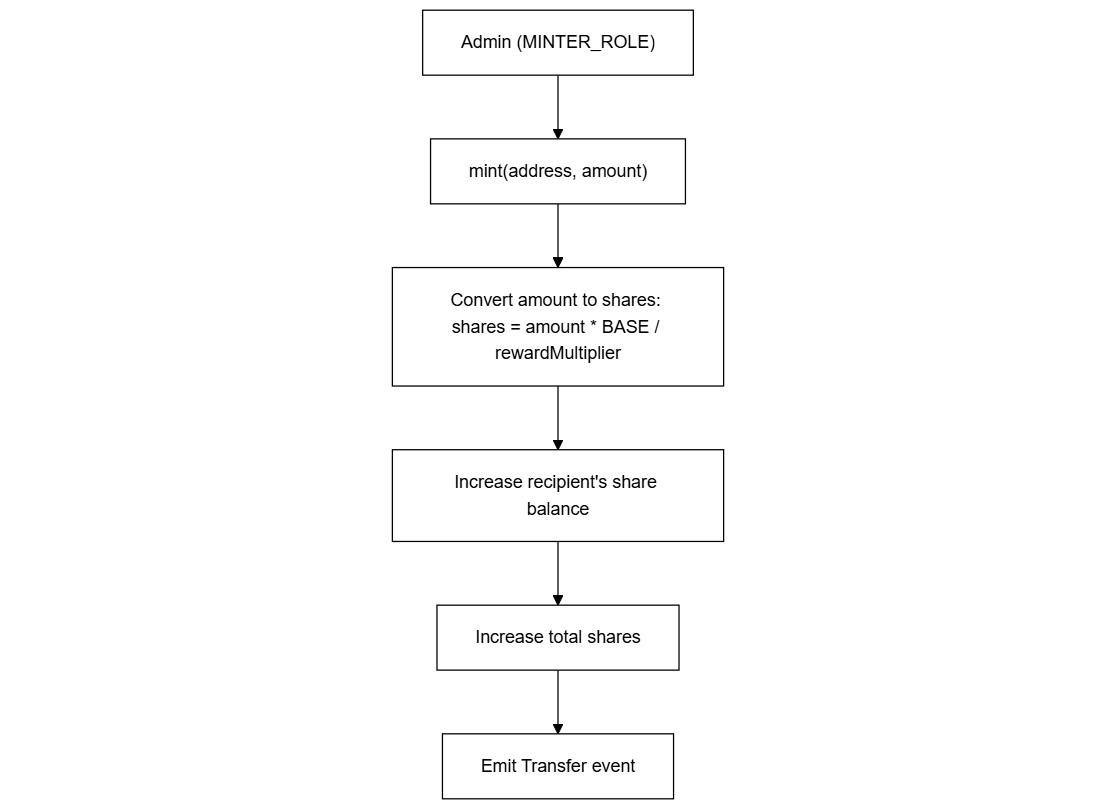 Admin (MINTER_ROLE)
mint(address, amount)
Convert amount to shares:
shares = amount * BASE /
rewardMultiplier
Increase recipient's share
balance
Increase total shares
Emit Transfer event